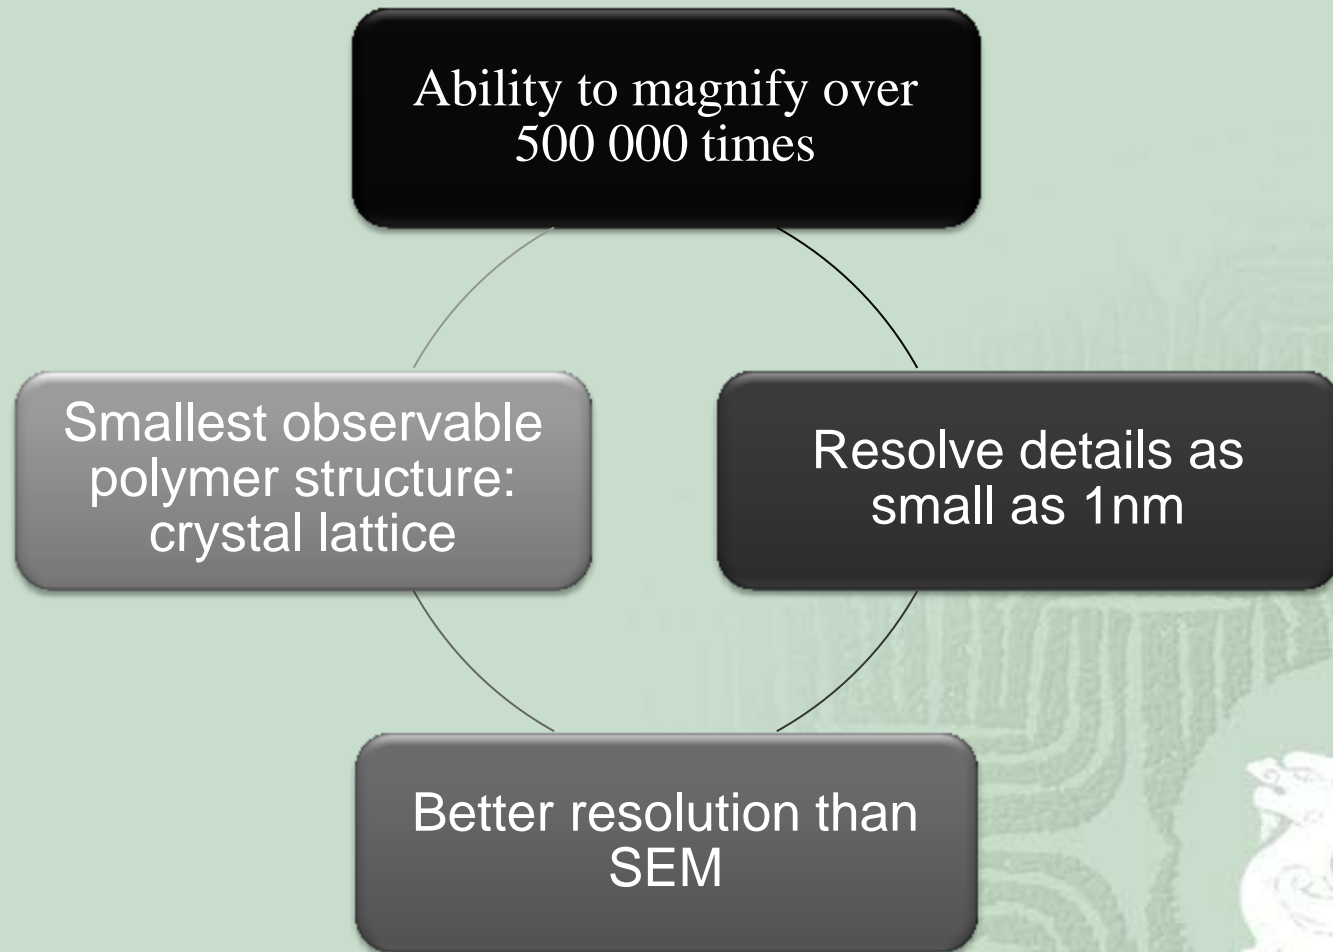 Ability to magnify over
500 000 times
Smallest observable
polymer structure:
crystal lattice
Resolve details as
small as 1nm
Better resolution than
SEM